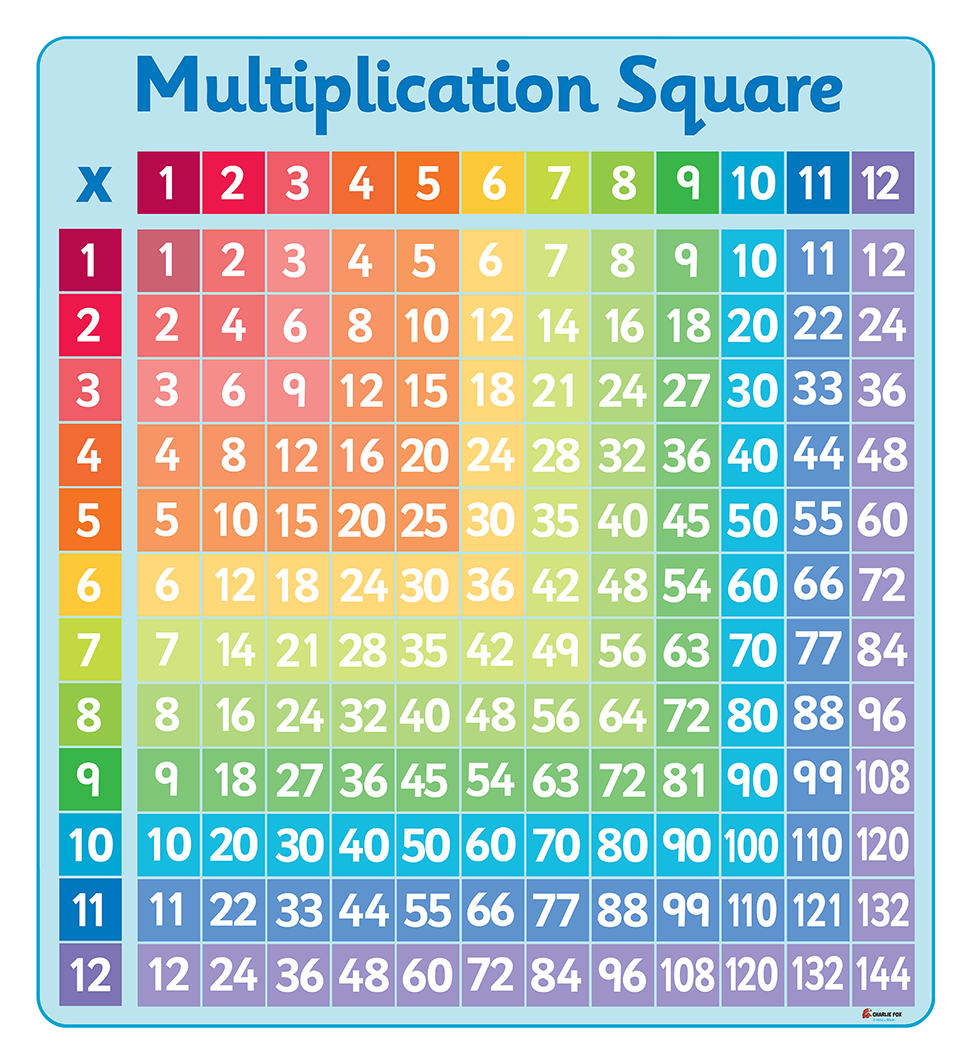 Multiplication Square
X 1 2 3 4 5 6 7 8 9 10 11 12
1 1 2 3 4 5 6 7 8 9 10 11 12
2 2 4 6 8 10 12 14 16 18 20 22 24
3 3 6 9 12 15 18 21 24 27 30 33 36
4 4 8 12 16 20 24 28 32 36 40 44 48
5 5 10 15 20 25 30 35 40 45 50 55 60
6 6 12 18 24 30 36 42 48 54 60 66 72
7 7 14 21 28 35 42 49 56 63 70 77 84
8 8 16 24 32 40 48 56 64 72 80 88 96
9 9 18 27 36 45 54 63 72 81 90 99 108
10 10 20 30 40 50 60 70 80 90 100 110 120
11 11 22 33 44 55 66 77 88 99 110 121 132
12 12 24 36 48 60 72 84 96 108 120 132 144
CHARLIE FOX